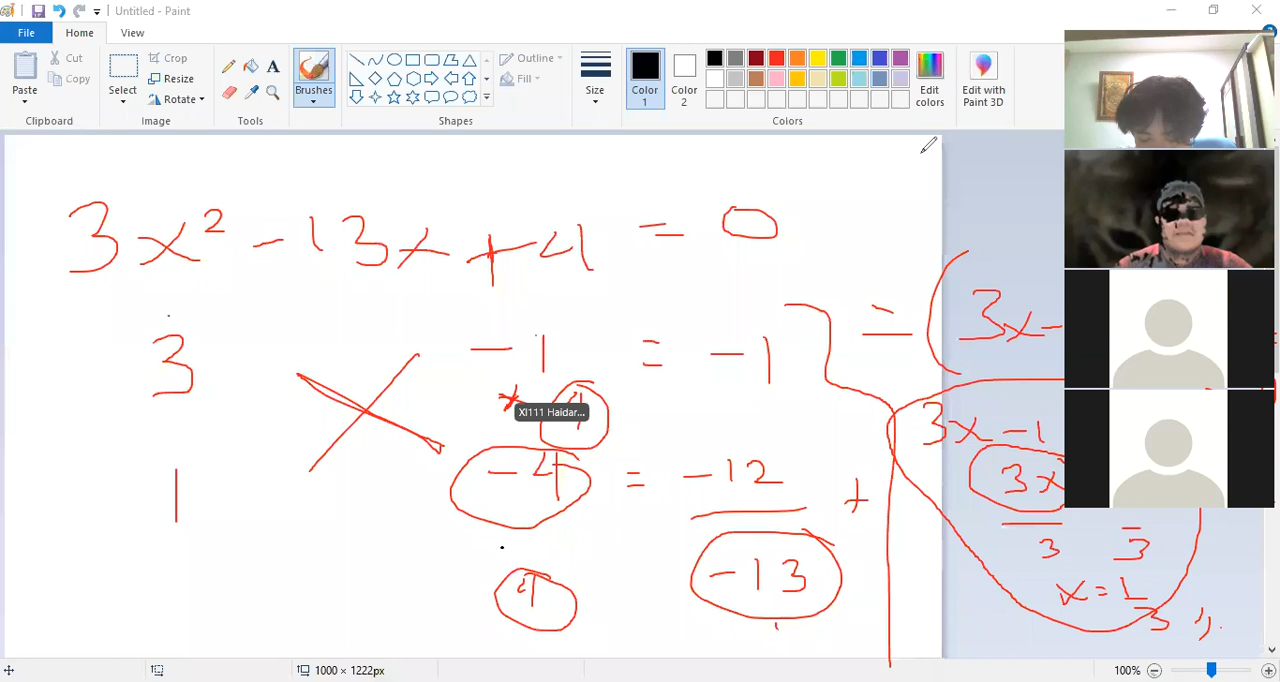 Untitled - Paint
File Home View
Paste
Cut
Copy
Clipboard
Select
Crop
Resize
Rotate
Image
Tools
Brushes
Shapes
Outline
Fill
Size
Color 1
Color 2
Edit colors
Edit with Paint 3D
Colors
3x² -13x +4 = 0
3 -1 = -1 = (3x-
*
4
XI111 Haidar...
1 -4 = -12 +
-13
4
3x -1
3x
3 3
x = 1
3
1000 × 1222px
100%